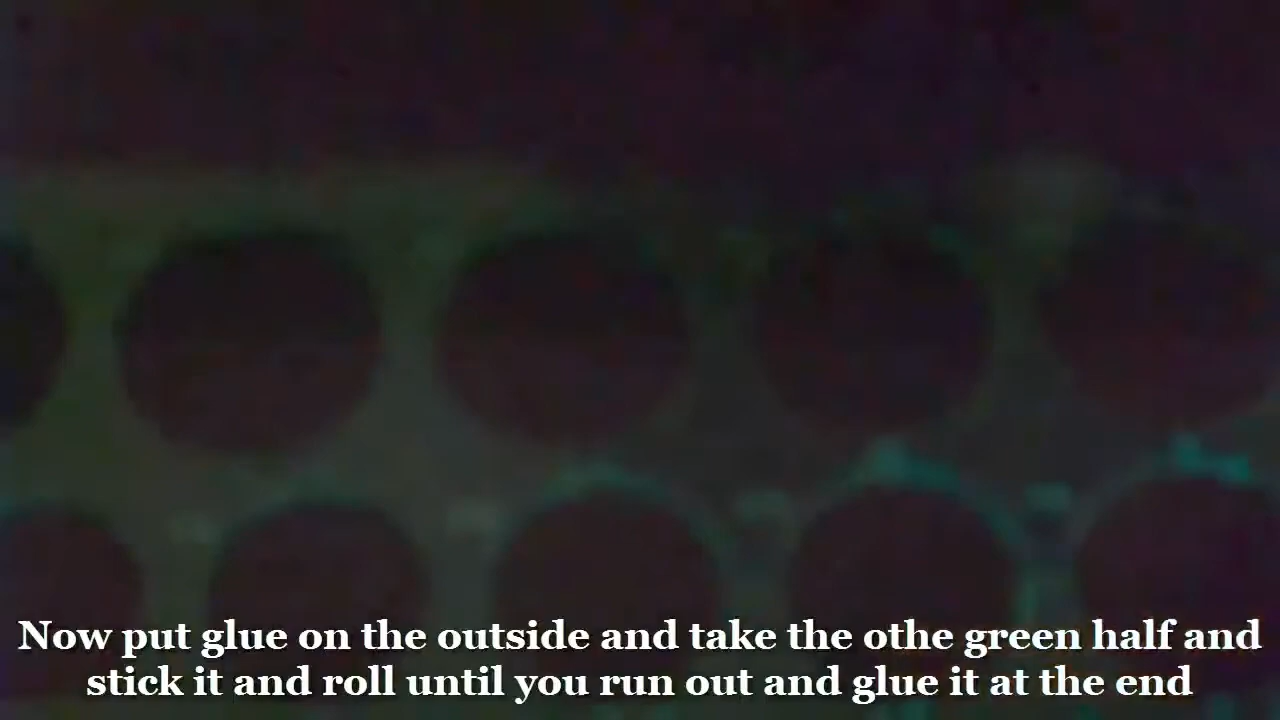 Now put glue on the outside and take the othe green half and
stick it and roll until you run out and glue it at the end